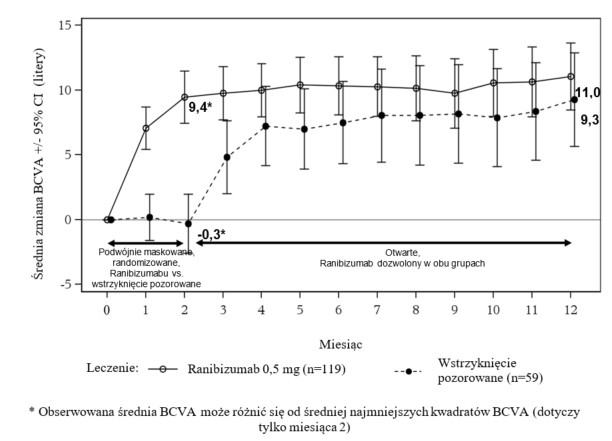 Średnia zmiana BCVA +/- 95% CI (litery)
15
10
5
0
-5
9,4*
-0,3*
11,0
9,3
Podwójnie maskowane,
randomizowane,
Ranibizumabu vs.
wstrzyknięcie pozorowane
Otwarte,
Ranibizumab dozwolony w obu grupach
0 1 2 3 4 5 6 7 8 9 10 11 12
Miesiąc
Leczenie: Ranibizumab 0,5 mg (n=119)
Wstrzyknięcie
pozorowane (n=59)
* Obserwowana średnia BCVA może różnić się od średniej najmniejszych kwadratów BCVA (dotyczy
tylko miesiąca 2)